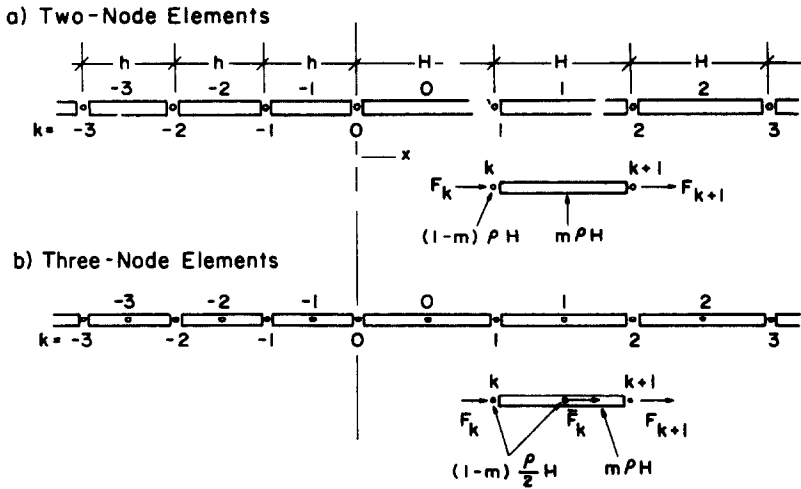 a) Two-Node Elements
h h h H H H
-3 -2 -1 0 1 2
k= -3 -2 -1 0 1 2 3
x
k k+1
F_k F_{k+1}
(1-m) ρ H m ρ H
b) Three-Node Elements
-3 -2 -1 0 1 2
k= -3 -2 -1 0 1 2 3
k k+1
F_k F̄_k F_{k+1}
(1-m) ρ/2 H m ρ H